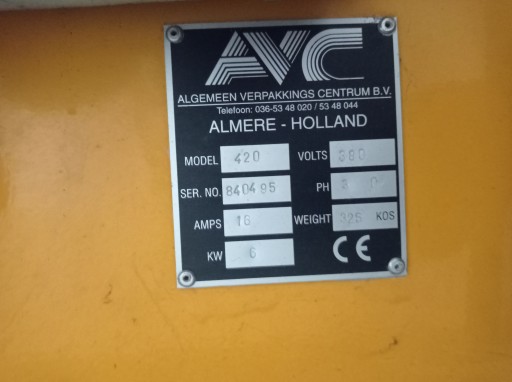 AVC
ALGEMEEN VERPAKKINGS CENTRUM B.V.
Telefoon: 036-53 48 020 / 53 48 044
ALMERE - HOLLAND
MODEL 420 VOLTS 380
SER. NO. 840495 PH 3
AMPS 16 WEIGHT 325 KGS
KW 6 CE